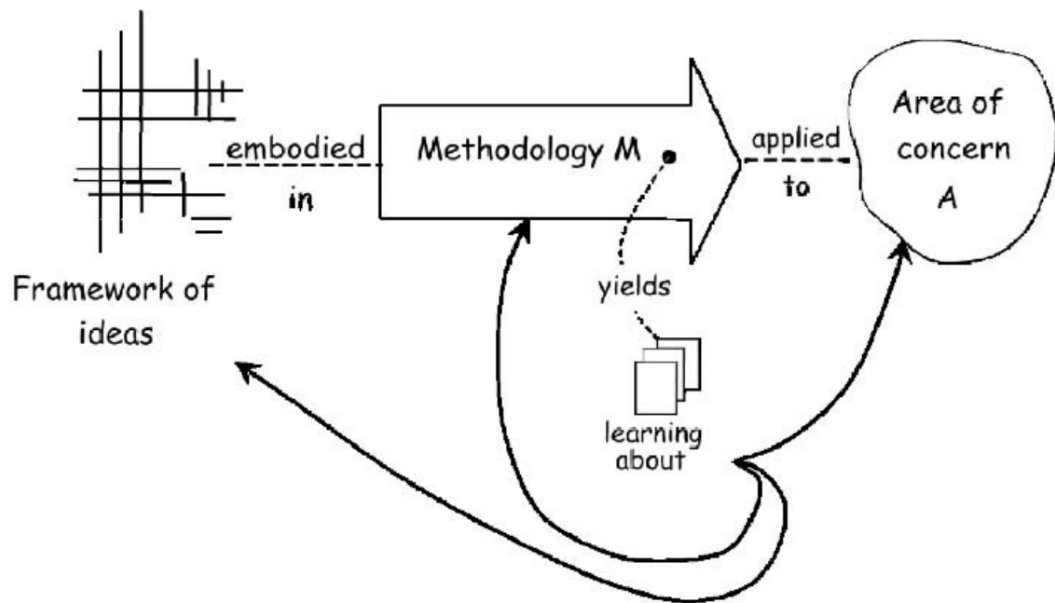 Framework of
ideas
embodied
in
Methodology M
applied
to
Area of
concern
A
yields
learning
about